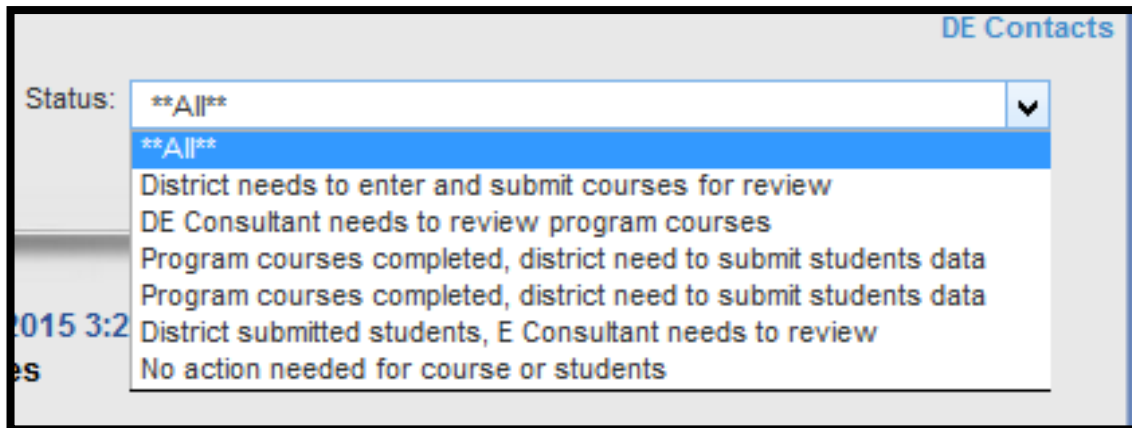 DE Contacts
Status: **All**
**All**
District needs to enter and submit courses for review
DE Consultant needs to review program courses
Program courses completed, district need to submit students data
Program courses completed, district need to submit students data
2015 3:2 District submitted students, E Consultant needs to review
es No action needed for course or students